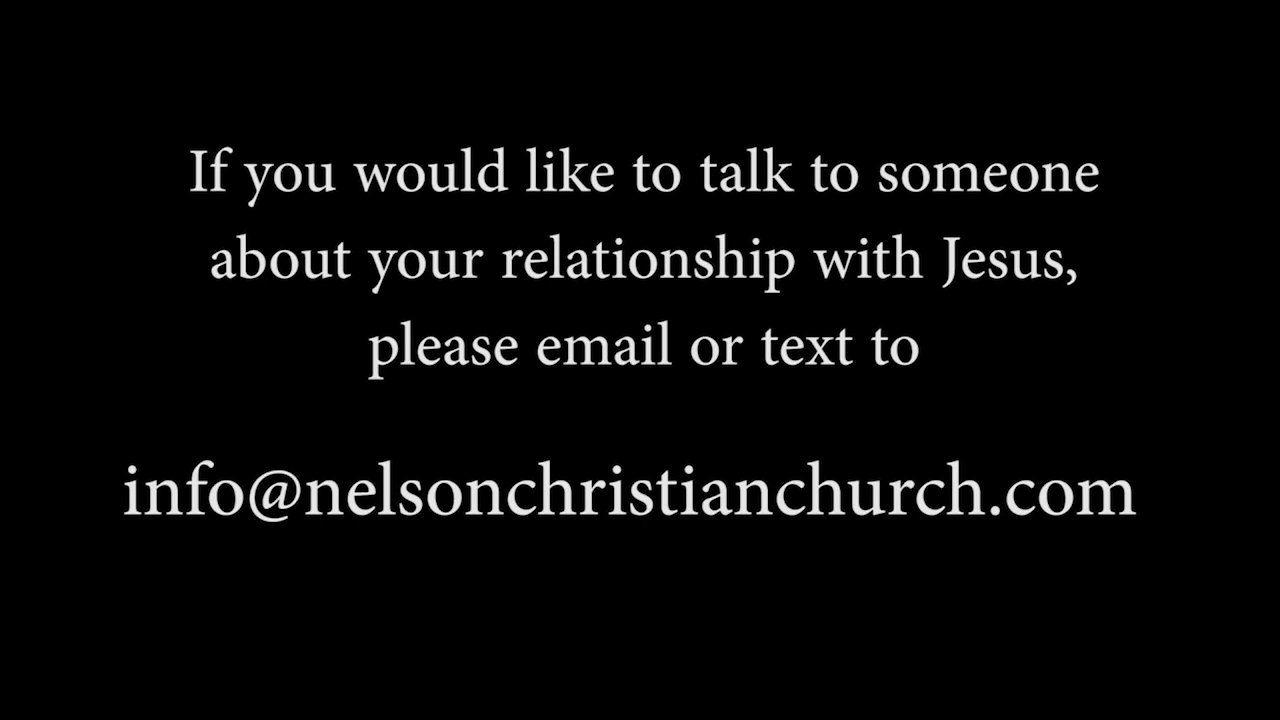 If you would like to talk to someone
about your relationship with Jesus,
please email or text to
info@nelsonchristianchurch.com